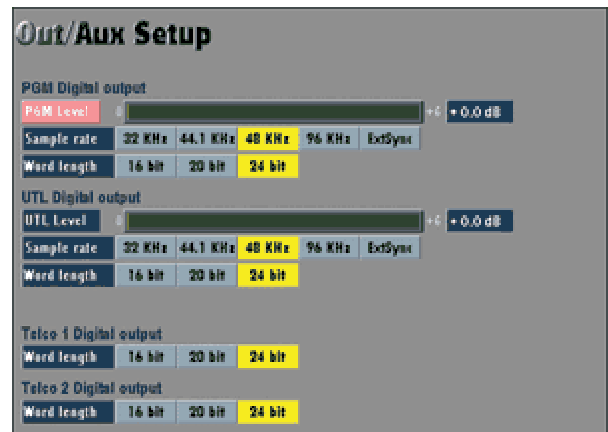 Out/Aux Setup
PGM Digital output
PGM Level 0 +6 +0.0 dB
Sample rate 32 KHz 44.1 KHz 48 KHz 96 KHz ExtSync
Word length 16 bit 20 bit 24 bit
UTL Digital output
UTL Level 0 +6 +0.0 dB
Sample rate 32 KHz 44.1 KHz 48 KHz 96 KHz ExtSync
Word length 16 bit 20 bit 24 bit
Telco 1 Digital output
Word length 16 bit 20 bit 24 bit
Telco 2 Digital output
Word length 16 bit 20 bit 24 bit